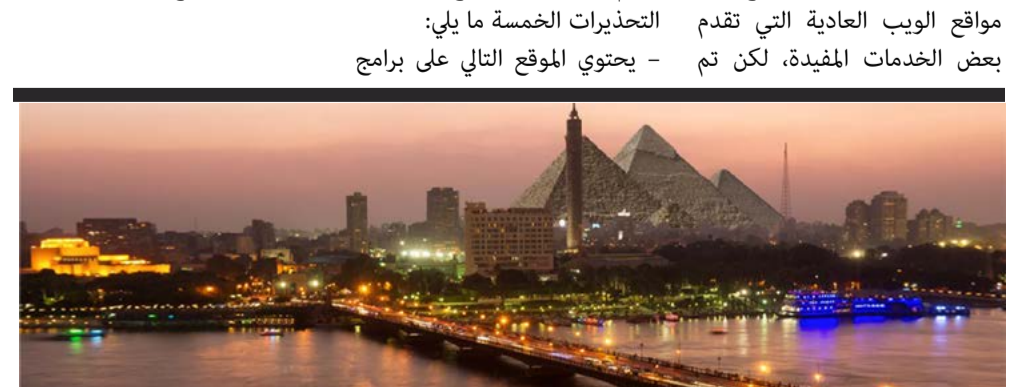 مواقع الويب العادية التي تقدم
بعض الخدمات المفيدة، لكن تم
التحذيرات الخمسة ما يلي:
– يحتوي الموقع التالي على برامج